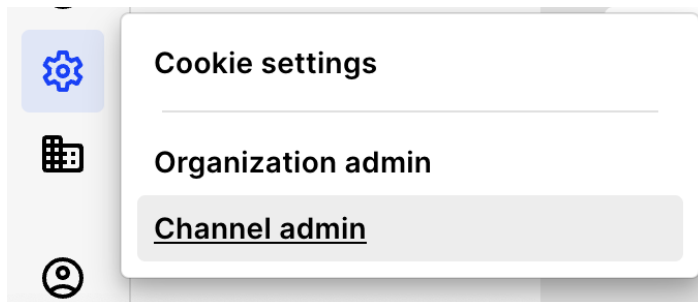 Cookie settings
Organization admin
Channel admin